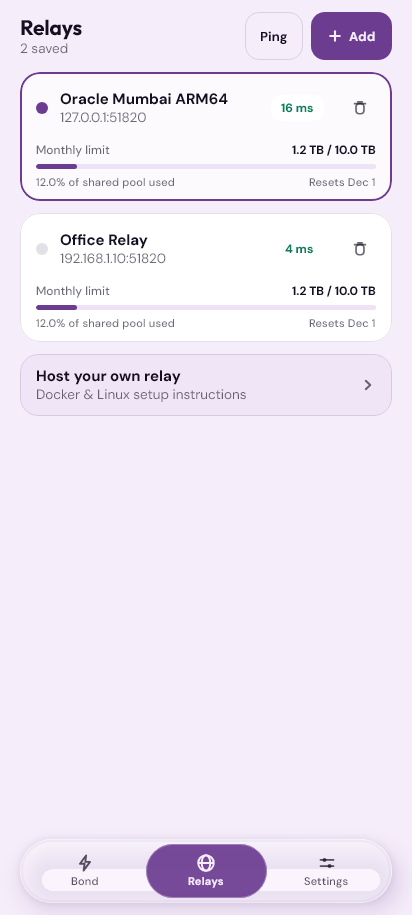 Relays
2 saved
Ping
+ Add
Oracle Mumbai ARM64
127.0.0.1:51820
16 ms
Monthly limit
1.2 TB / 10.0 TB
12.0% of shared pool used
Resets Dec 1
Office Relay
192.168.1.10:51820
4 ms
Monthly limit
1.2 TB / 10.0 TB
12.0% of shared pool used
Resets Dec 1
Host your own relay
Docker & Linux setup instructions
Bond
Relays
Settings